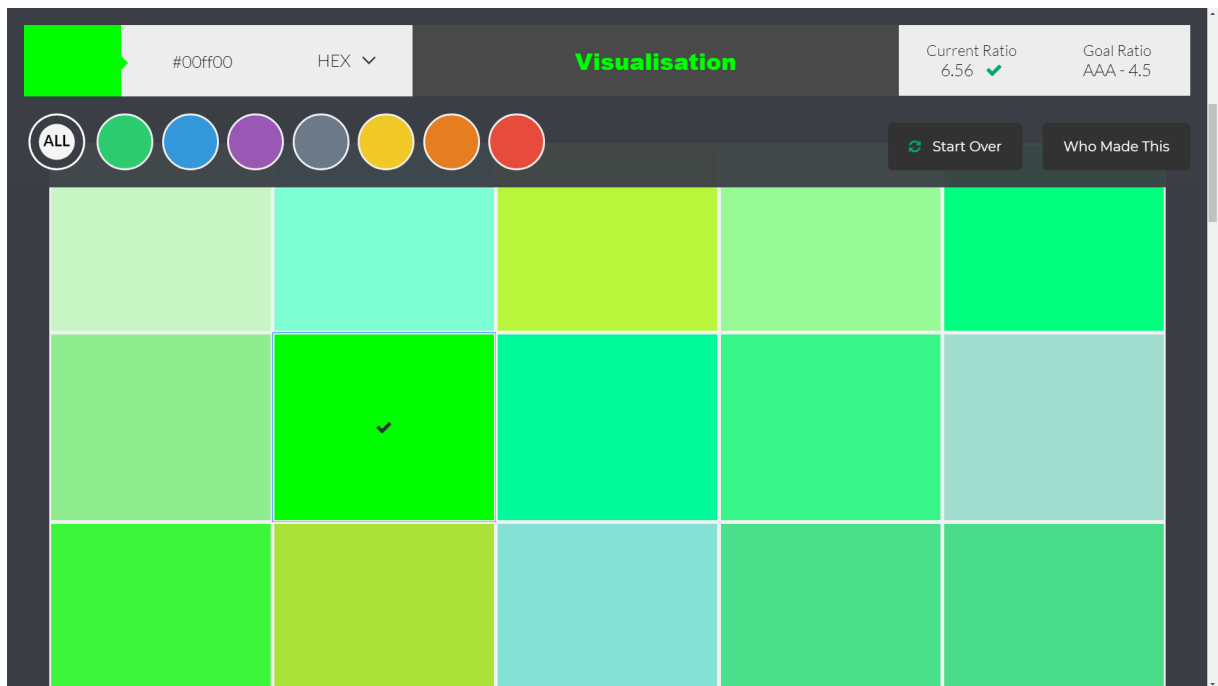 #00ff00
HEX
Visualisation
Current Ratio
6.56
Goal Ratio
AAA - 4.5
ALL
Start Over
Who Made This